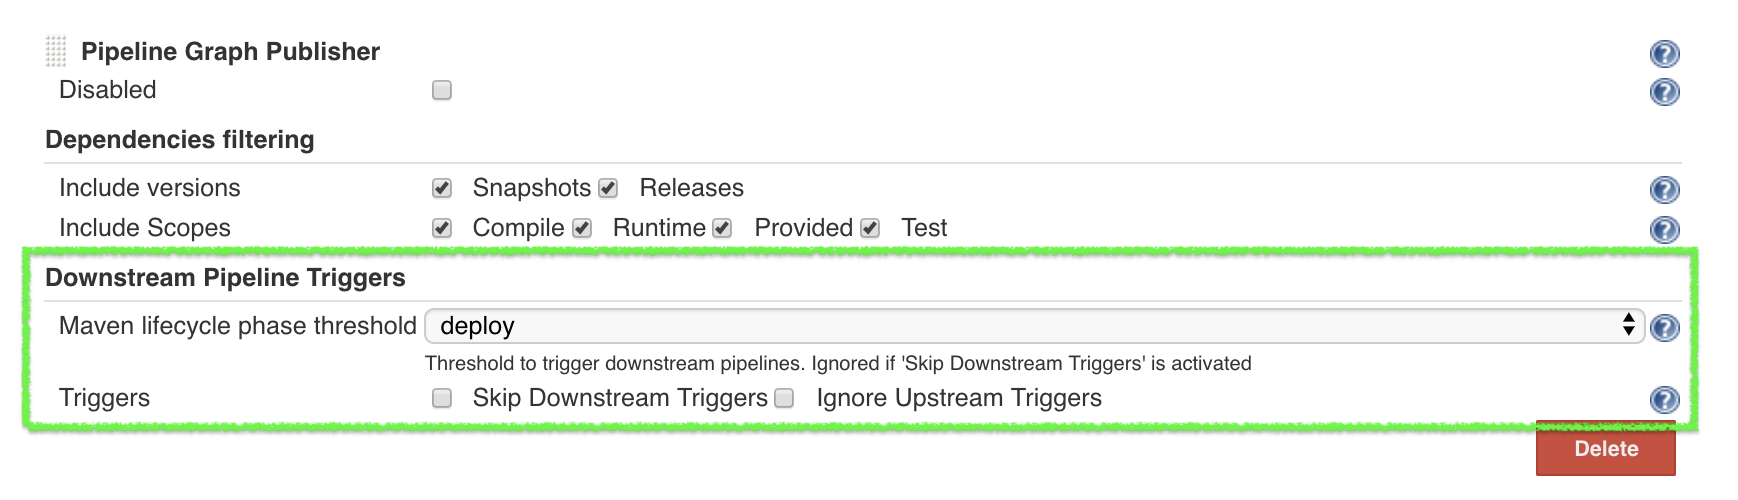 Pipeline Graph Publisher
Disabled
Dependencies filtering
Include versions Snapshots Releases
Include Scopes Compile Runtime Provided Test
Downstream Pipeline Triggers
Maven lifecycle phase threshold deploy
Threshold to trigger downstream pipelines. Ignored if 'Skip Downstream Triggers' is activated
Triggers Skip Downstream Triggers Ignore Upstream Triggers
Delete